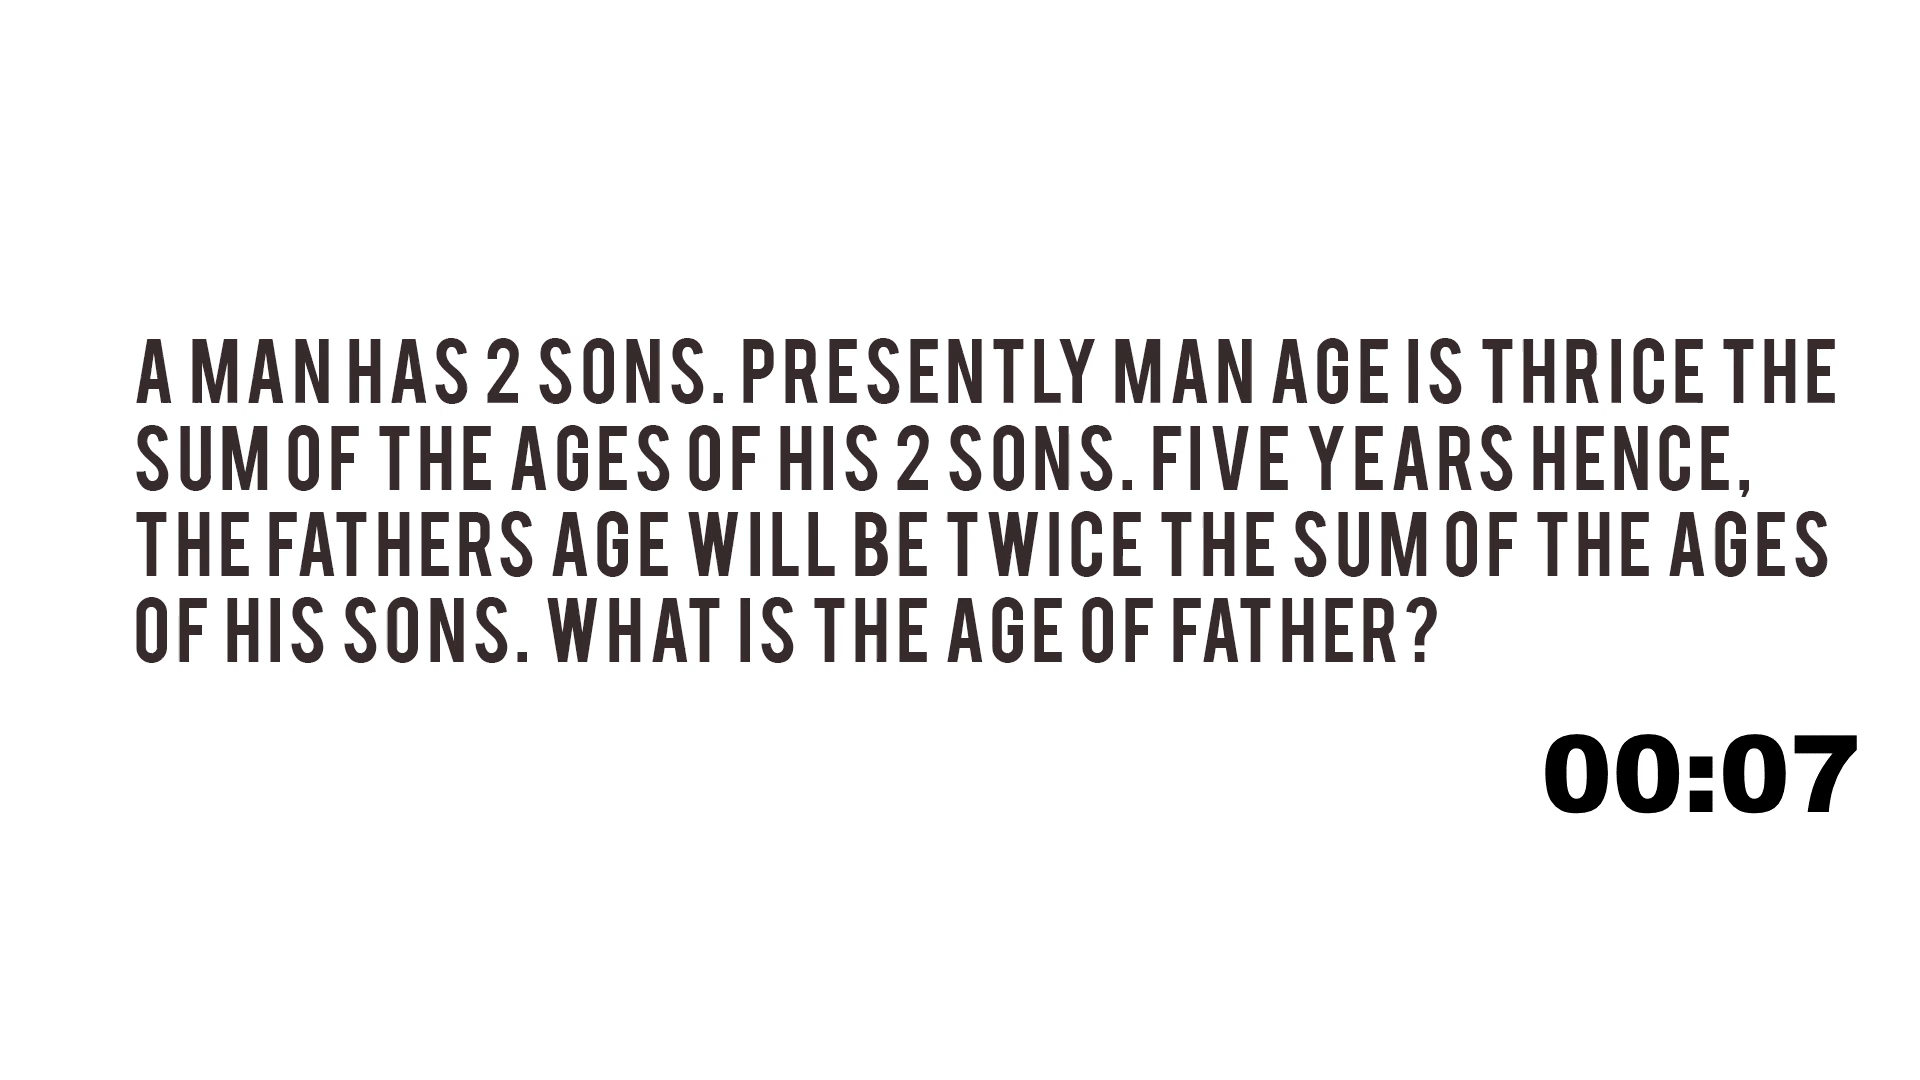 A MAN HAS 2 SONS. PRESENTLY MAN AGE IS THRICE THE
SUM OF THE AGES OF HIS 2 SONS. FIVE YEARS HENCE,
THE FATHERS AGE WILL BE TWICE THE SUM OF THE AGES
OF HIS SONS. WHAT IS THE AGE OF FATHER?
00:07